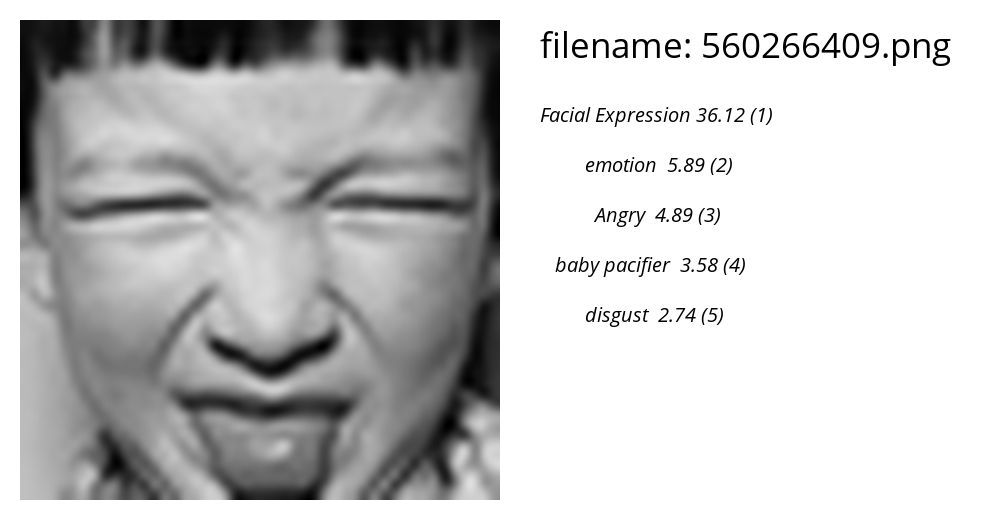 filename: 560266409.png
Facial Expression 36.12 (1)
emotion 5.89 (2)
Angry 4.89 (3)
baby pacifier 3.58 (4)
disgust 2.74 (5)